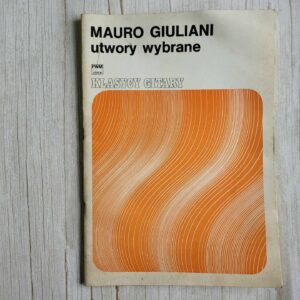 MAURO GIULIANI
utwory wybrane
PWM
KLASYCY GITARY